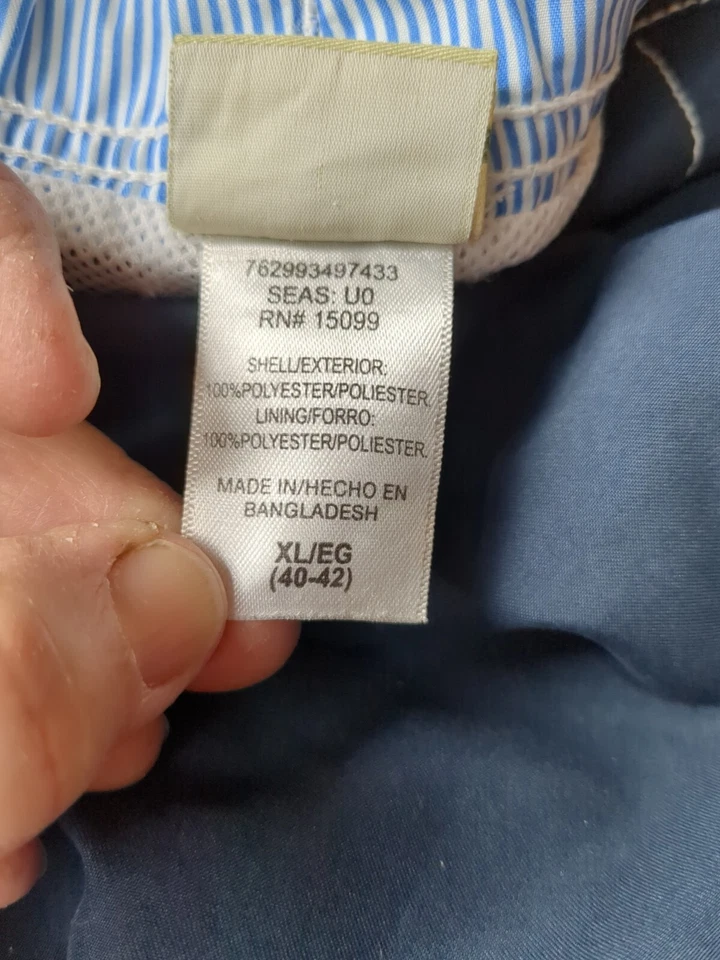 762993497433
SEAS: U0
RN# 15099
SHELL/EXTERIOR:
100%POLYESTER/POLIESTER.
LINING/FORRO:
100%POLYESTER/POLIESTER.
MADE IN/HECHO EN
BANGLADESH
XL/EG
(40-42)